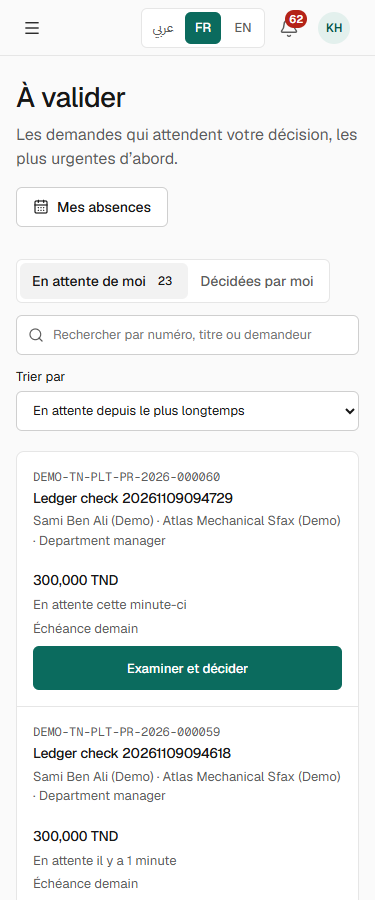 عربي
FR
EN
62
KH
À valider
Les demandes qui attendent votre décision, les
plus urgentes d’abord.
Mes absences
En attente de moi 23
Décidées par moi
Rechercher par numéro, titre ou demandeur
Trier par
En attente depuis le plus longtemps
DEMO-TN-PLT-PR-2026-000060
Ledger check 20261109094729
Sami Ben Ali (Demo) · Atlas Mechanical Sfax (Demo)
· Department manager
300,000 TND
En attente cette minute-ci
Échéance demain
Examiner et décider
DEMO-TN-PLT-PR-2026-000059
Ledger check 20261109094618
Sami Ben Ali (Demo) · Atlas Mechanical Sfax (Demo)
· Department manager
300,000 TND
En attente il y a 1 minute
Échéance demain